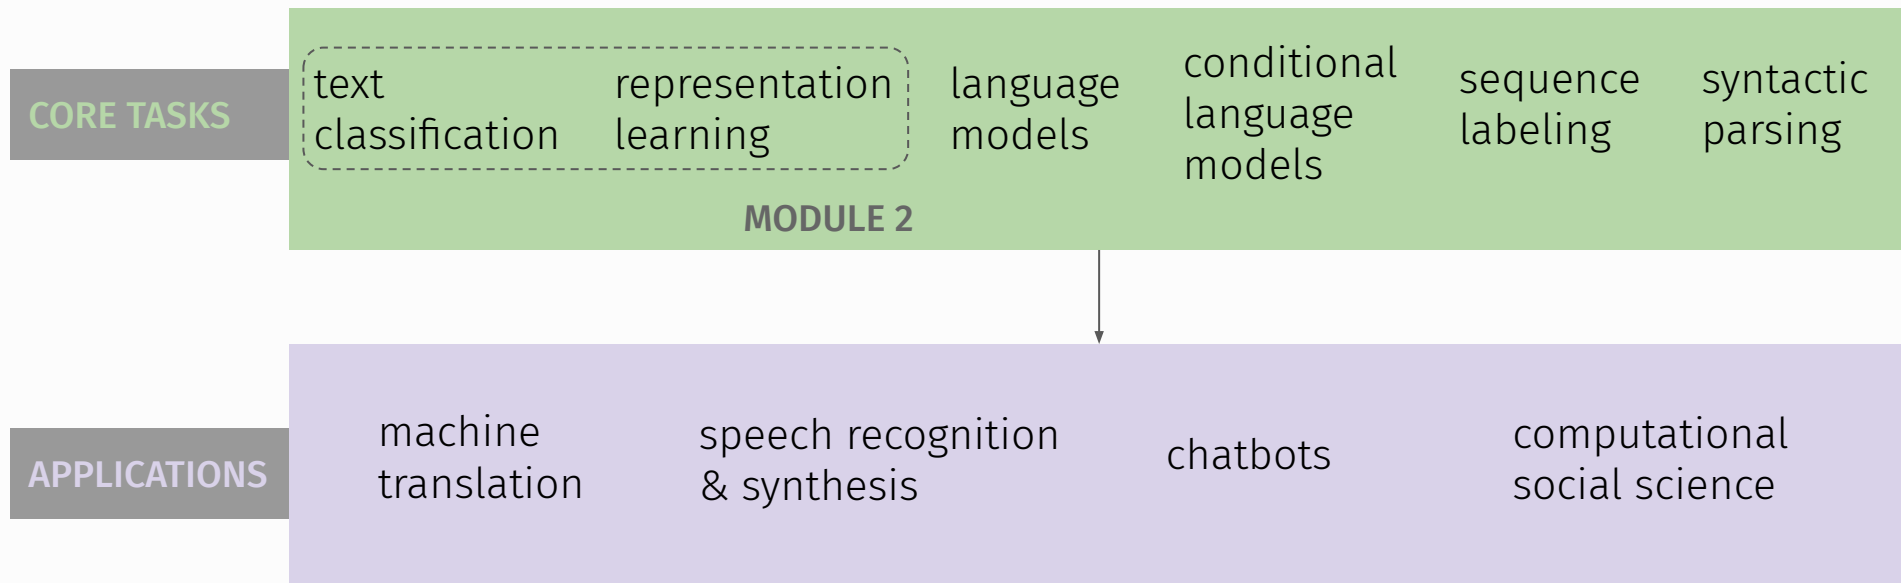 CORE TASKS
text
classification
representation
learning
language
models
conditional
language
models
sequence
labeling
syntactic
parsing
MODULE 2
APPLICATIONS
machine
translation
speech recognition
& synthesis
chatbots
computational
social science